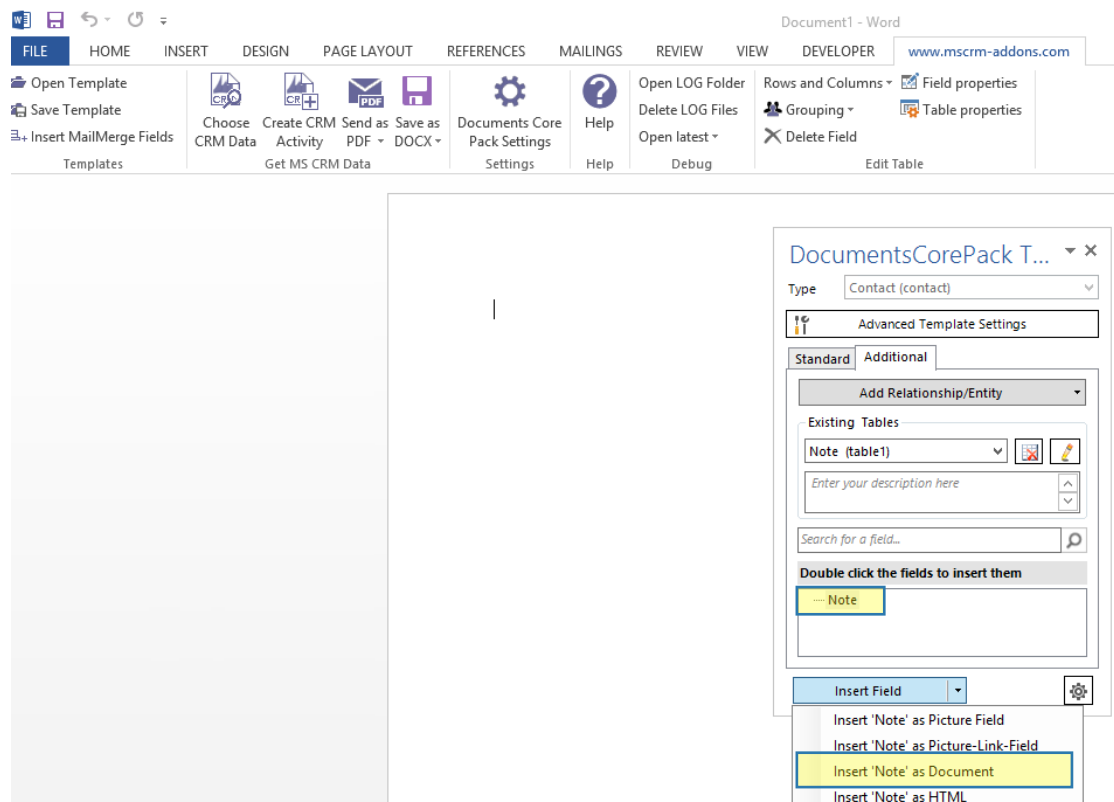 Document1 - Word
FILE HOME INSERT DESIGN PAGE LAYOUT REFERENCES MAILINGS REVIEW VIEW DEVELOPER www.mscrm-addons.com
Open Template
Save Template
Insert MailMerge Fields
Templates
Choose
CRM Data
Create CRM
Activity
PDF
Send as
PDF
Save as
DOCX
Get MS CRM Data
Documents Core
Pack Settings
Settings
Help
Help
Open LOG Folder
Delete LOG Files
Open latest
Debug
Rows and Columns
Grouping
Delete Field
Field properties
Table properties
Edit Table
DocumentsCorePack T...
Type Contact (contact)
Advanced Template Settings
Standard Additional
Add Relationship/Entity
Existing Tables
Note (table1)
Enter your description here
Search for a field...
Double click the fields to insert them
Note
Insert Field
Insert 'Note' as Picture Field
Insert 'Note' as Picture-Link-Field
Insert 'Note' as Document
Insert 'Note' as HTML